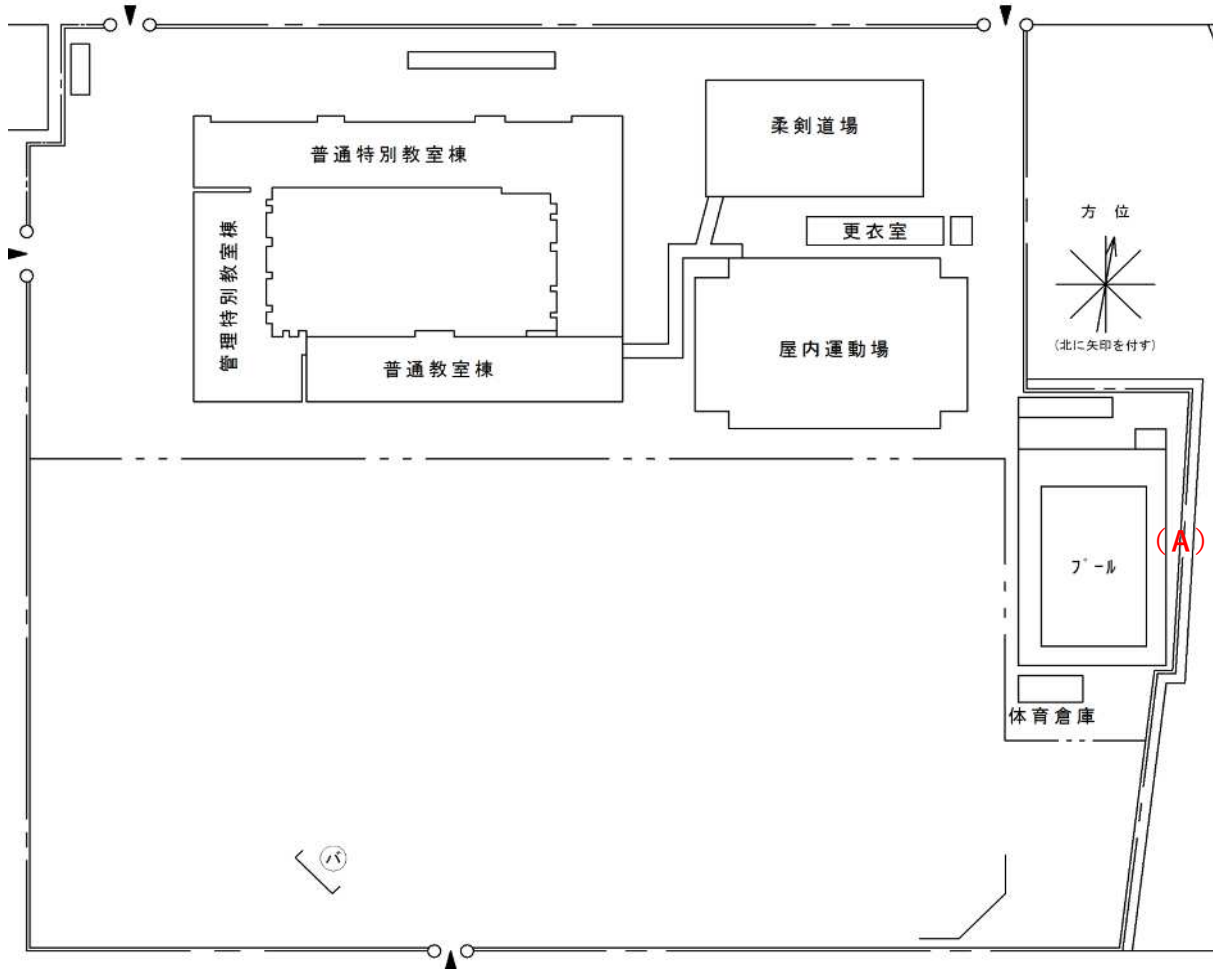 柔剣道場
普通特別教室棟
方 位
更衣室
管理特別教室棟
(北に矢印を付す)
屋内運動場
普通教室棟
(A)
プール
体育倉庫
バ